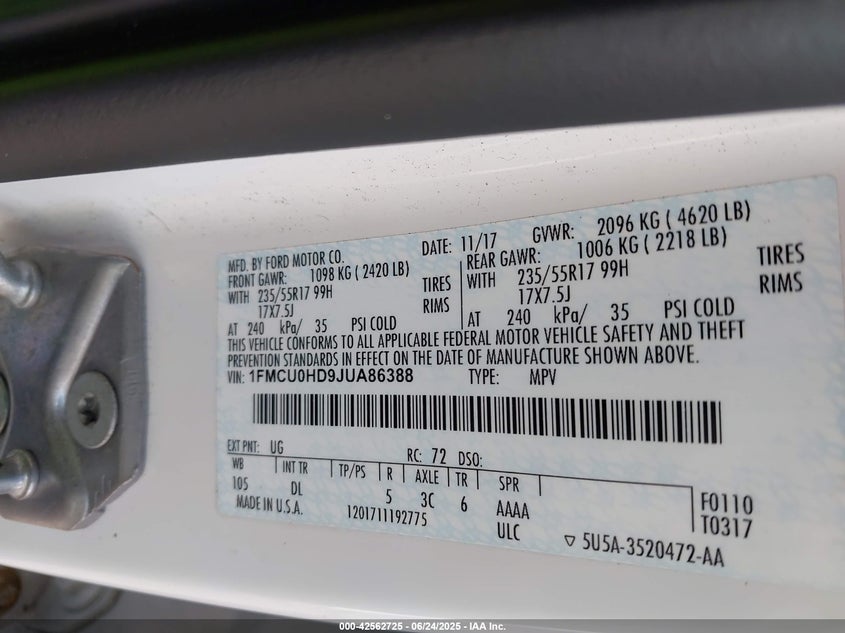 MFD. BY FORD MOTOR CO. DATE: 11/17 GVWR: 2096 KG ( 4620 LB)
FRONT GAWR: 1098 KG ( 2420 LB) REAR GAWR: 1006 KG ( 2218 LB)
WITH 235/55R17 99H TIRES WITH 235/55R17 99H TIRES
17X7.5J RIMS 17X7.5J RIMS
AT 240 kPa/ 35 PSI COLD AT 240 kPa/ 35 PSI COLD
THIS VEHICLE CONFORMS TO ALL APPLICABLE FEDERAL MOTOR VEHICLE SAFETY AND THEFT
PREVENTION STANDARDS IN EFFECT ON THE DATE OF MANUFACTURE SHOWN ABOVE.
VIN: 1FMCU0HD9JUA86388 TYPE: MPV
EXT PNT: UG RC: 72 DSO:
WB INT TR TP/PS R AXLE TR SPR
105 DL 5 3C 6 AAAA F0110
MADE IN U.S.A. 1201711192775 ULC T0317
▽ 5U5A-3520472-AA
000-42562725 - 06/24/2025 - IAA Inc.